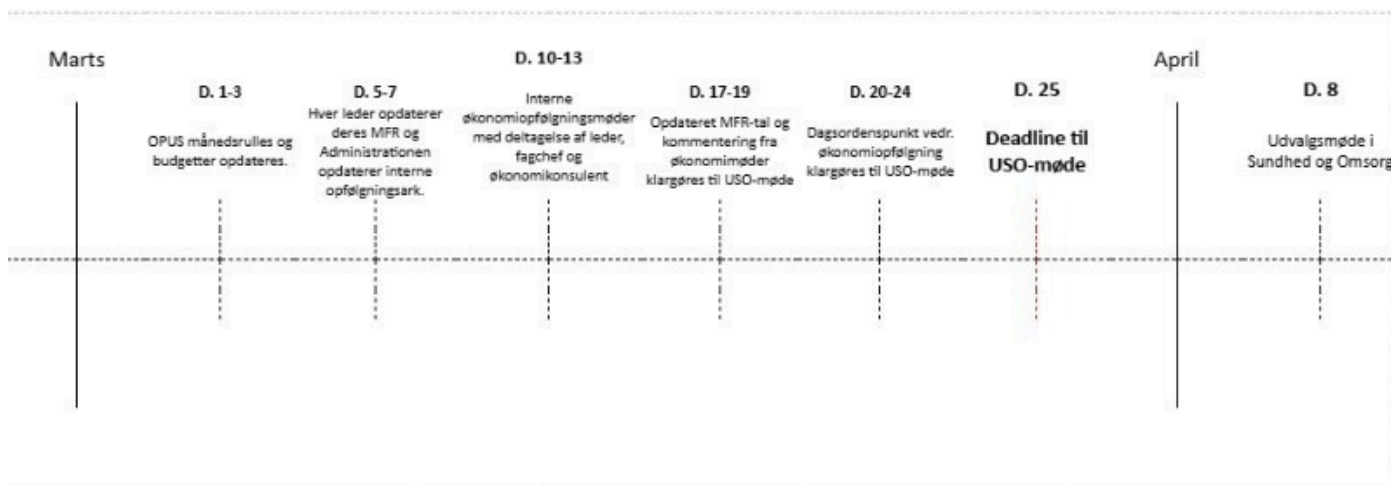 Marts
D. 1-3
OPUS månedsrulles og
budgetter opdateres.
D. 5-7
Hver leder opdaterer
deres MFR og
Administrationen
opdaterer interne
opfølgningsark.
D. 10-13
Interne
økonomiopfølgningsmøder
med deltagelse af leder,
fagchef og
økonomikonsulent
D. 17-19
Opdateret MFR-tal og
kommentering fra
økonomimøder
klargøres til USO-møde
D. 20-24
Dagsordenspunkt vedr.
økonomiopfølgning
klargøres til USO-møde
D. 25
Deadline til
USO-møde
April
D. 8
Udvalgsmøde i
Sundhed og Omsorg